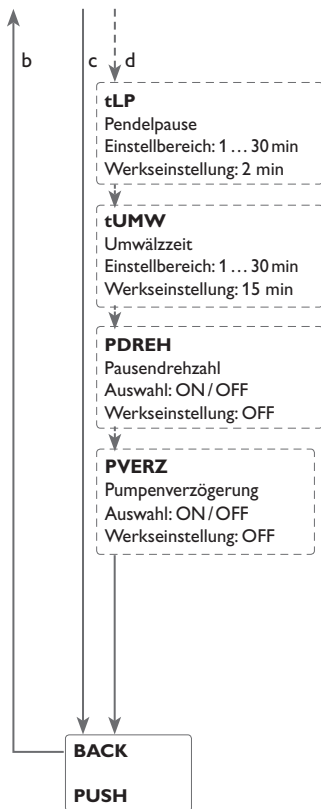 b
c
d
tLP
Pendelpause
Einstellbereich: 1 … 30 min
Werkseinstellung: 2 min
tUMW
Umwälzzeit
Einstellbereich: 1 … 30 min
Werkseinstellung: 15 min
PDREH
Pausendrehzahl
Auswahl: ON / OFF
Werkseinstellung: OFF
PVERZ
Pumpenverzögerung
Auswahl: ON / OFF
Werkseinstellung: OFF
BACK
PUSH